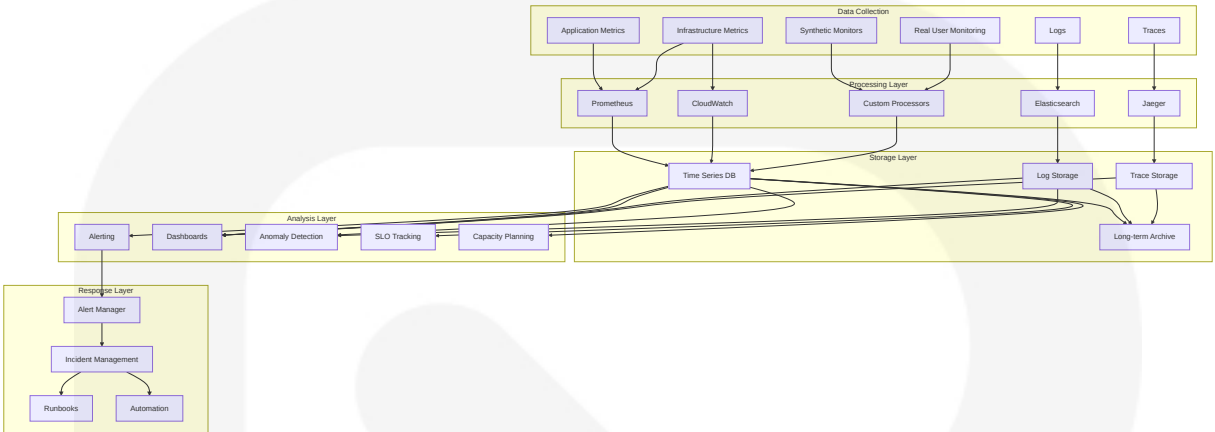 Data Collection
Application Metrics
Infrastructure Metrics
Synthetic Monitors
Real User Monitoring
Logs
Traces
Processing Layer
Prometheus
CloudWatch
Custom Processors
Elasticsearch
Jaeger
Storage Layer
Time Series DB
Log Storage
Trace Storage
Long-term Archive
Analysis Layer
Alerting
Dashboards
Anomaly Detection
SLO Tracking
Capacity Planning
Response Layer
Alert Manager
Incident Management
Runbooks
Automation